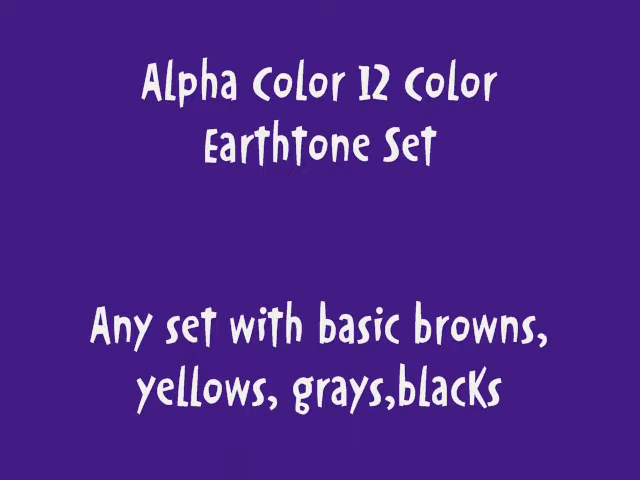 Alpha Color 12 Color
Earthtone Set
Any set with basic browns,
yellows, grays,blacks